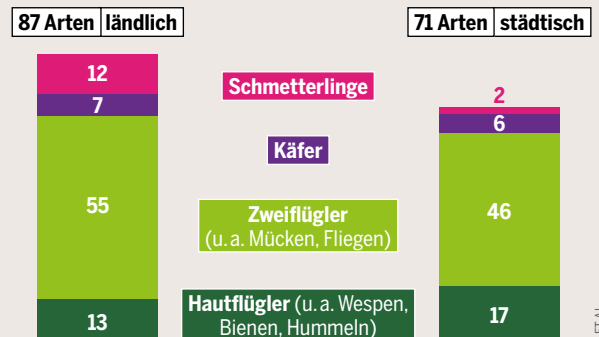 87 Arten ländlich
71 Arten städtisch
12
Schmetterlinge
2
7
6
Käfer
55
Zweiflügler
(u. a. Mücken, Fliegen)
46
13
Hautflügler (u. a. Wespen,
Bienen, Hummeln)
17